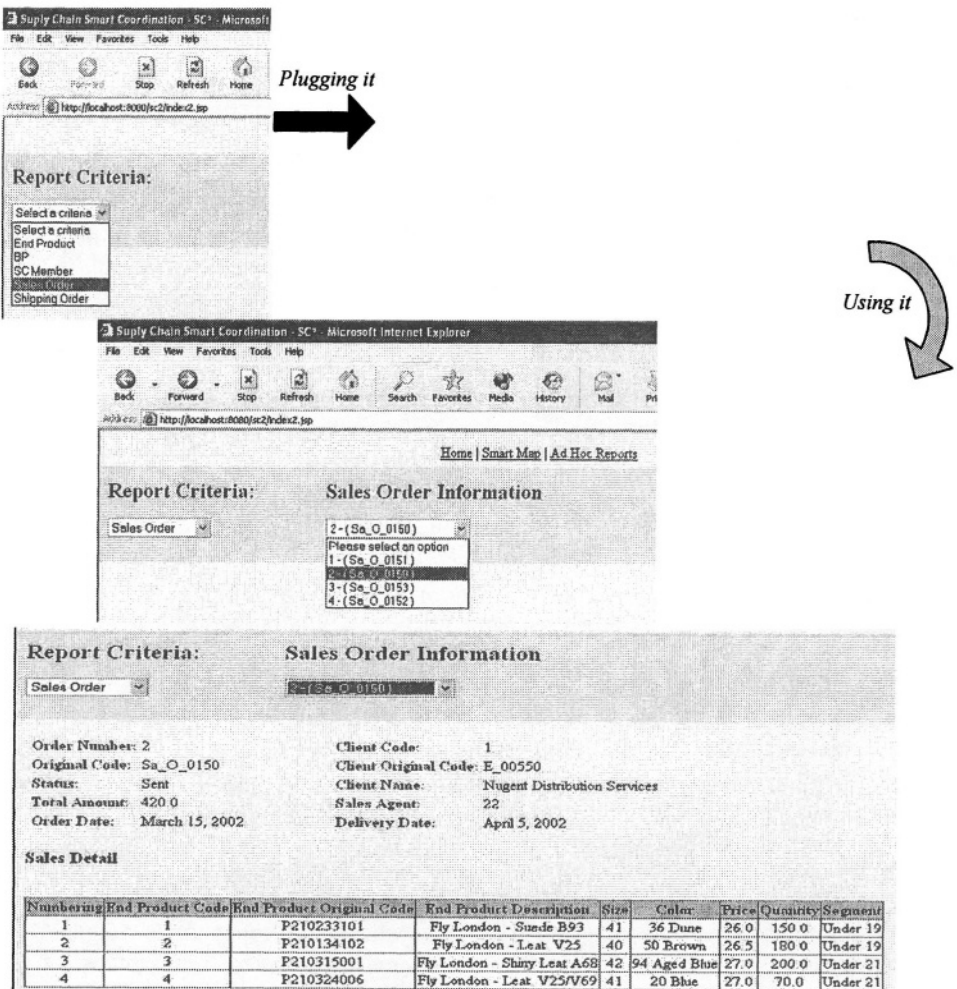 Suply Chain Smart Coordination - SC² - Microsoft
File Edit View Favorites Tools Help
Back Forward Stop Refresh Home
Address http://localhost:8080/sc2/index2.jsp
Plugging it
Report Criteria:
Select a criteria
Select a criteria
End Product
BP
SC Member
Sales Order
Shipping Order
Using it
Suply Chain Smart Coordination - SC² - Microsoft Internet Explorer
File Edit View Favorites Tools Help
Back Forward Stop Refresh Home Search Favorites Media History Mail Pri
Address http://localhost:8080/sc2/index2.jsp
Home | Smart Map | Ad Hoc Reports
Report Criteria: Sales Order Information
Sales Order 2-(Sa_O_0150)
Please select an option
1-(Sa_O_0151)
2-(Sa_O_0150)
3-(Sa_O_0153)
4-(Sa_O_0152)
Report Criteria: Sales Order Information
Sales Order 2-(Sa_O_0150)
Order Number: 2 Client Code: 1
Original Code: Sa_O_0150 Client Original Code: E_00550
Status: Sent Client Name: Nugent Distribution Services
Total Amount: 420.0 Sales Agent: 22
Order Date: March 15, 2002 Delivery Date: April 5, 2002
Sales Detail
Numbering End Product Code End Product Original Code End Product Description Size Color Price Quantity Segment
1 1 P210233101 Fly London - Suede B93 41 36 Dune 26.0 150.0 Under 19
2 2 P210134102 Fly London - Leat V25 40 50 Brown 26.5 180.0 Under 19
3 3 P210315001 Fly London - Shiny Leat A68 42 94 Aged Blue 27.0 200.0 Under 21
4 4 P210324006 Fly London - Leat V25/V69 41 20 Blue 27.0 70.0 Under 21